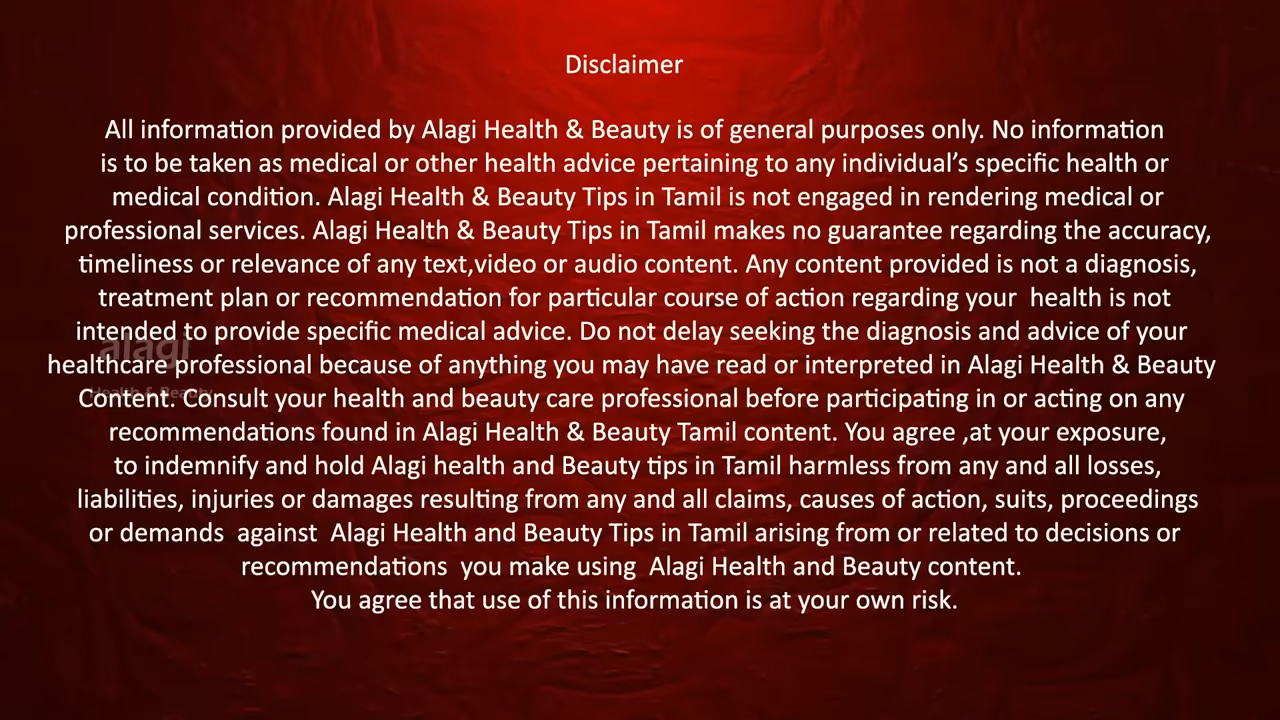 Disclaimer
All information provided by Alagi Health & Beauty is of general purposes only. No information
is to be taken as medical or other health advice pertaining to any individual’s specific health or
medical condition. Alagi Health & Beauty Tips in Tamil is not engaged in rendering medical or
professional services. Alagi Health & Beauty Tips in Tamil makes no guarantee regarding the accuracy,
timeliness or relevance of any text,video or audio content. Any content provided is not a diagnosis,
treatment plan or recommendation for particular course of action regarding your  health is not
intended to provide specific medical advice. Do not delay seeking the diagnosis and advice of your
alagi
healthcare professional because of anything you may have read or interpreted in Alagi Health & Beauty
Health & Beauty
Content. Consult your health and beauty care professional before participating in or acting on any
recommendations found in Alagi Health & Beauty Tamil content. You agree ,at your exposure,
to indemnify and hold Alagi health and Beauty tips in Tamil harmless from any and all losses,
liabilities, injuries or damages resulting from any and all claims, causes of action, suits, proceedings
or demands  against  Alagi Health and Beauty Tips in Tamil arising from or related to decisions or
recommendations  you make using  Alagi Health and Beauty content.
You agree that use of this information is at your own risk.